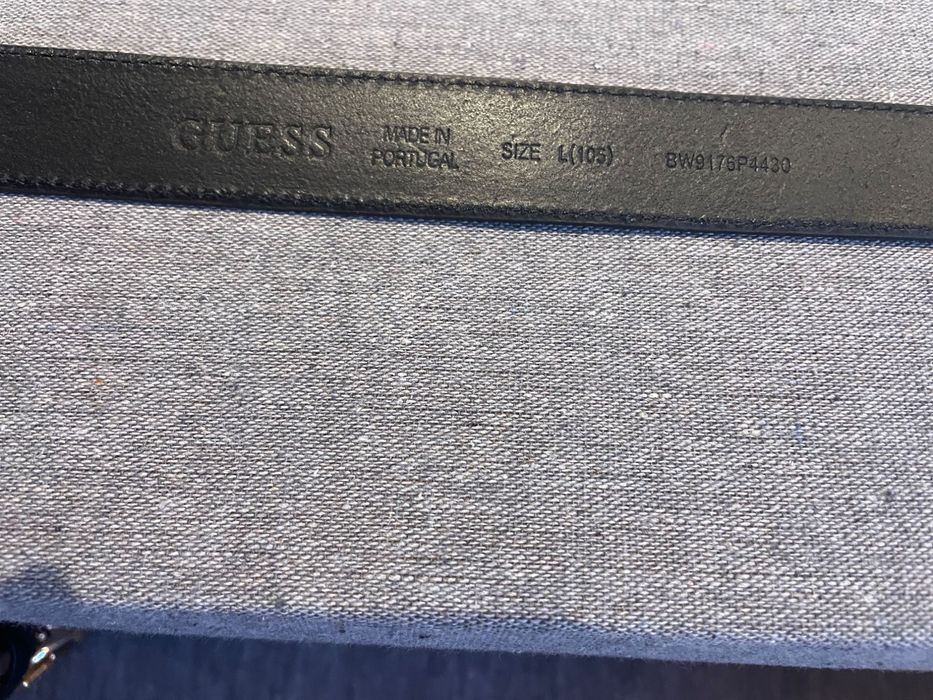 GUESS
MADE IN
PORTUGAL
SIZE L(105)
BW9176P4430